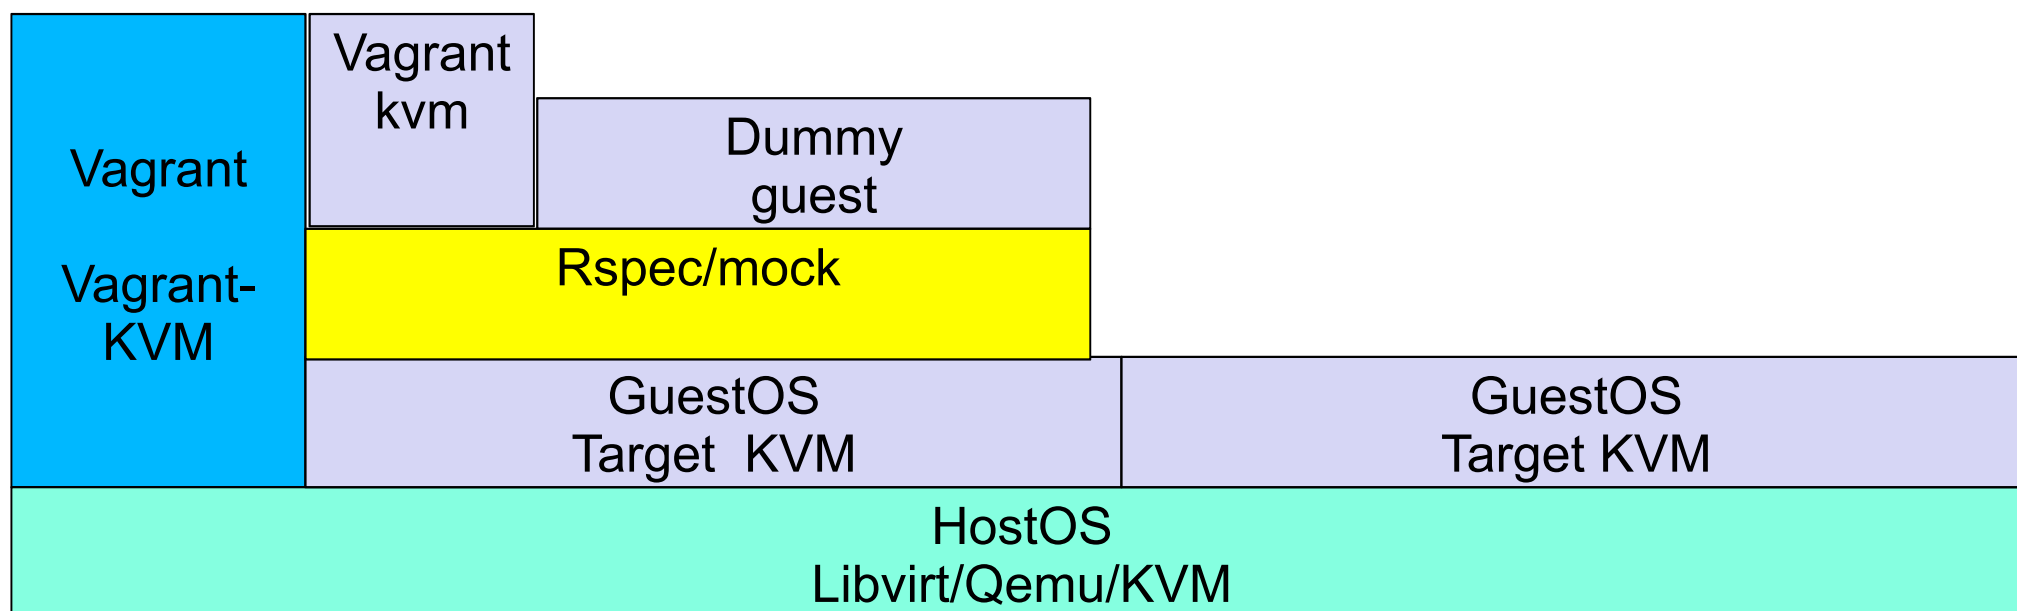 Vagrant
Vagrant-
KVM
Vagrant
kvm
Dummy
guest
Rspec/mock
GuestOS
Target  KVM
GuestOS
Target KVM
HostOS
Libvirt/Qemu/KVM